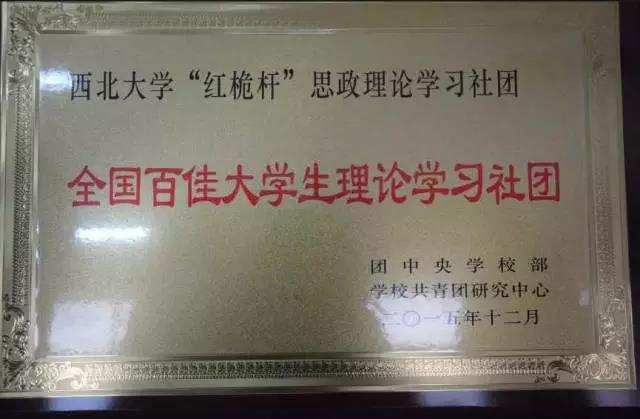 西北大学“红桅杆”思政理论学习社团
全国百佳大学生理论学习社团
团中央学校部
学校共青团研究中心
二〇一五年十二月